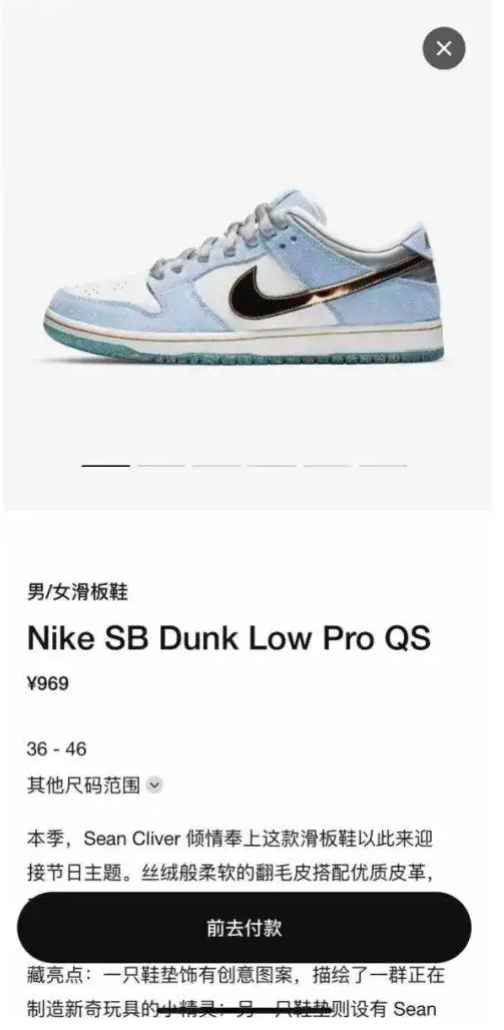 男/女滑板鞋
Nike SB Dunk Low Pro QS
¥969
36 - 46
其他尺码范围
本季，Sean Cliver 倾情奉上这款滑板鞋以此来迎
接节日主题。丝绒般柔软的翻毛皮搭配优质皮革，
前去付款
藏亮点：一只鞋垫饰有创意图案，描绘了一群正在
制造新奇玩具的小精灵；另一只鞋垫则设有 Sean